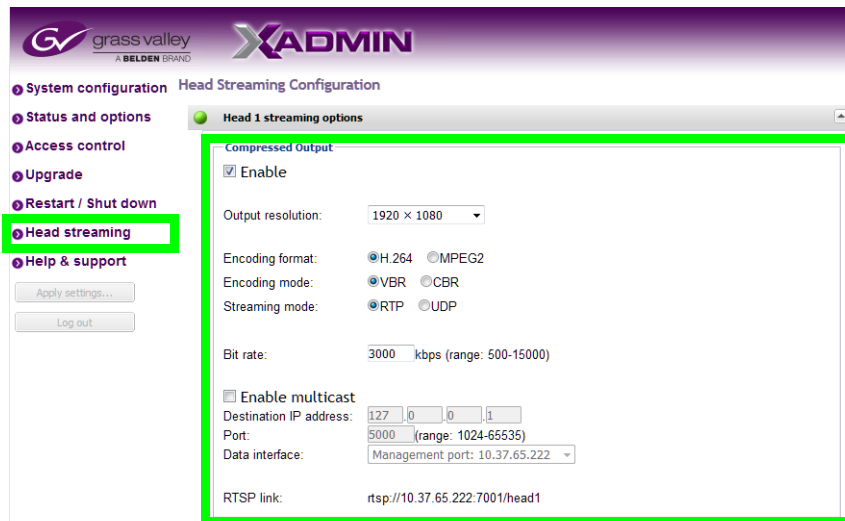 GV grass valley
A BELDEN BRAND
XADMIN
System configuration
Status and options
Access control
Upgrade
Restart / Shut down
Head streaming
Help & support
Apply settings...
Log out
Head Streaming Configuration
Head 1 streaming options
Compressed Output
Enable
Output resolution: 1920 × 1080
Encoding format: H.264 MPEG2
Encoding mode: VBR CBR
Streaming mode: RTP UDP
Bit rate: 3000 kbps (range: 500-15000)
Enable multicast
Destination IP address: 127 .0 .0 .1
Port: 5000 (range: 1024-65535)
Data interface: Management port: 10.37.65.222
RTSP link: rtsp://10.37.65.222:7001/head1